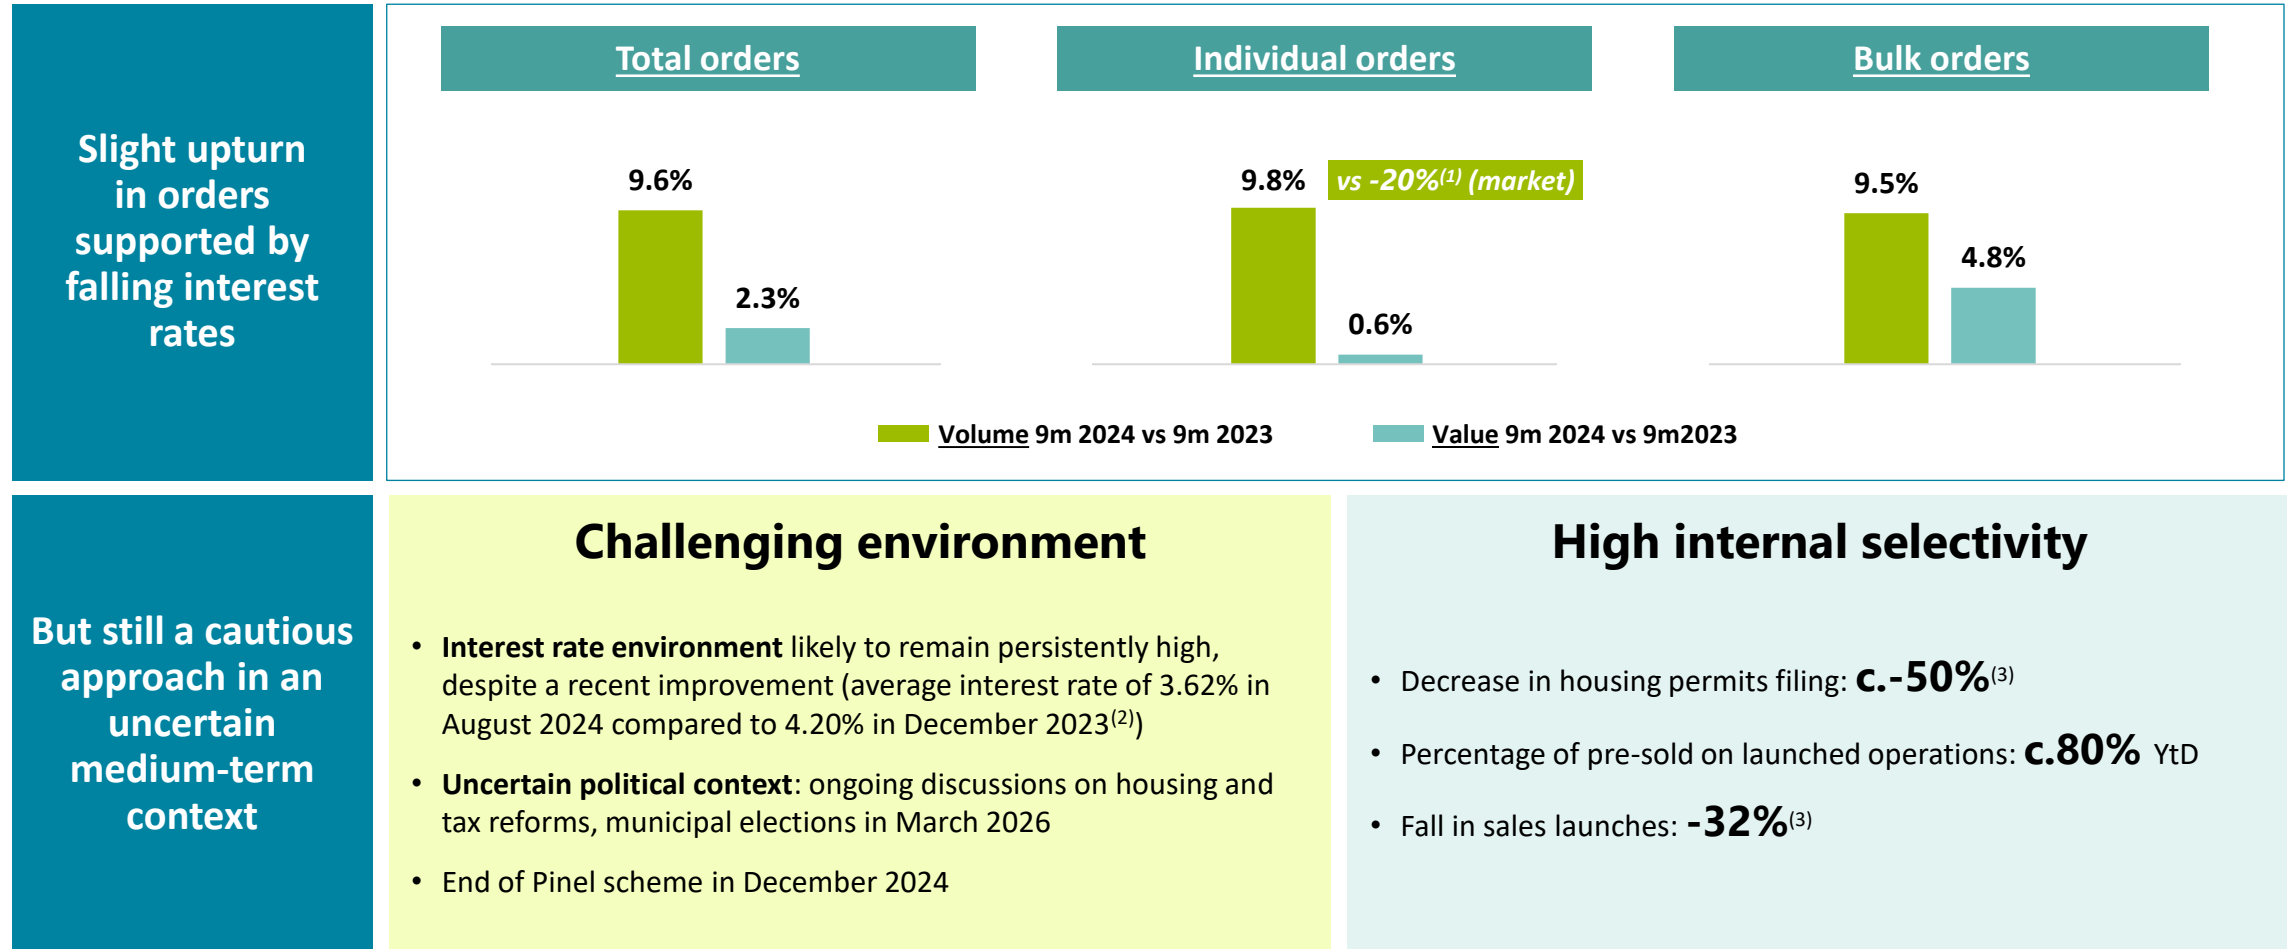 Slight upturn
in orders
supported by
falling interest
rates
Total orders
9.6%
2.3%
Individual orders
9.8%
vs -20%(1) (market)
0.6%
Bulk orders
9.5%
4.8%
Volume 9m 2024 vs 9m 2023
Value 9m 2024 vs 9m2023
But still a cautious
approach in an
uncertain
medium-term
context
Challenging environment
• Interest rate environment likely to remain persistently high,
despite a recent improvement (average interest rate of 3.62% in
August 2024 compared to 4.20% in December 2023(2))
• Uncertain political context: ongoing discussions on housing and
tax reforms, municipal elections in March 2026
• End of Pinel scheme in December 2024
High internal selectivity
• Decrease in housing permits filing: c.-50%(3)
• Percentage of pre-sold on launched operations: c.80% YtD
• Fall in sales launches: -32%(3)